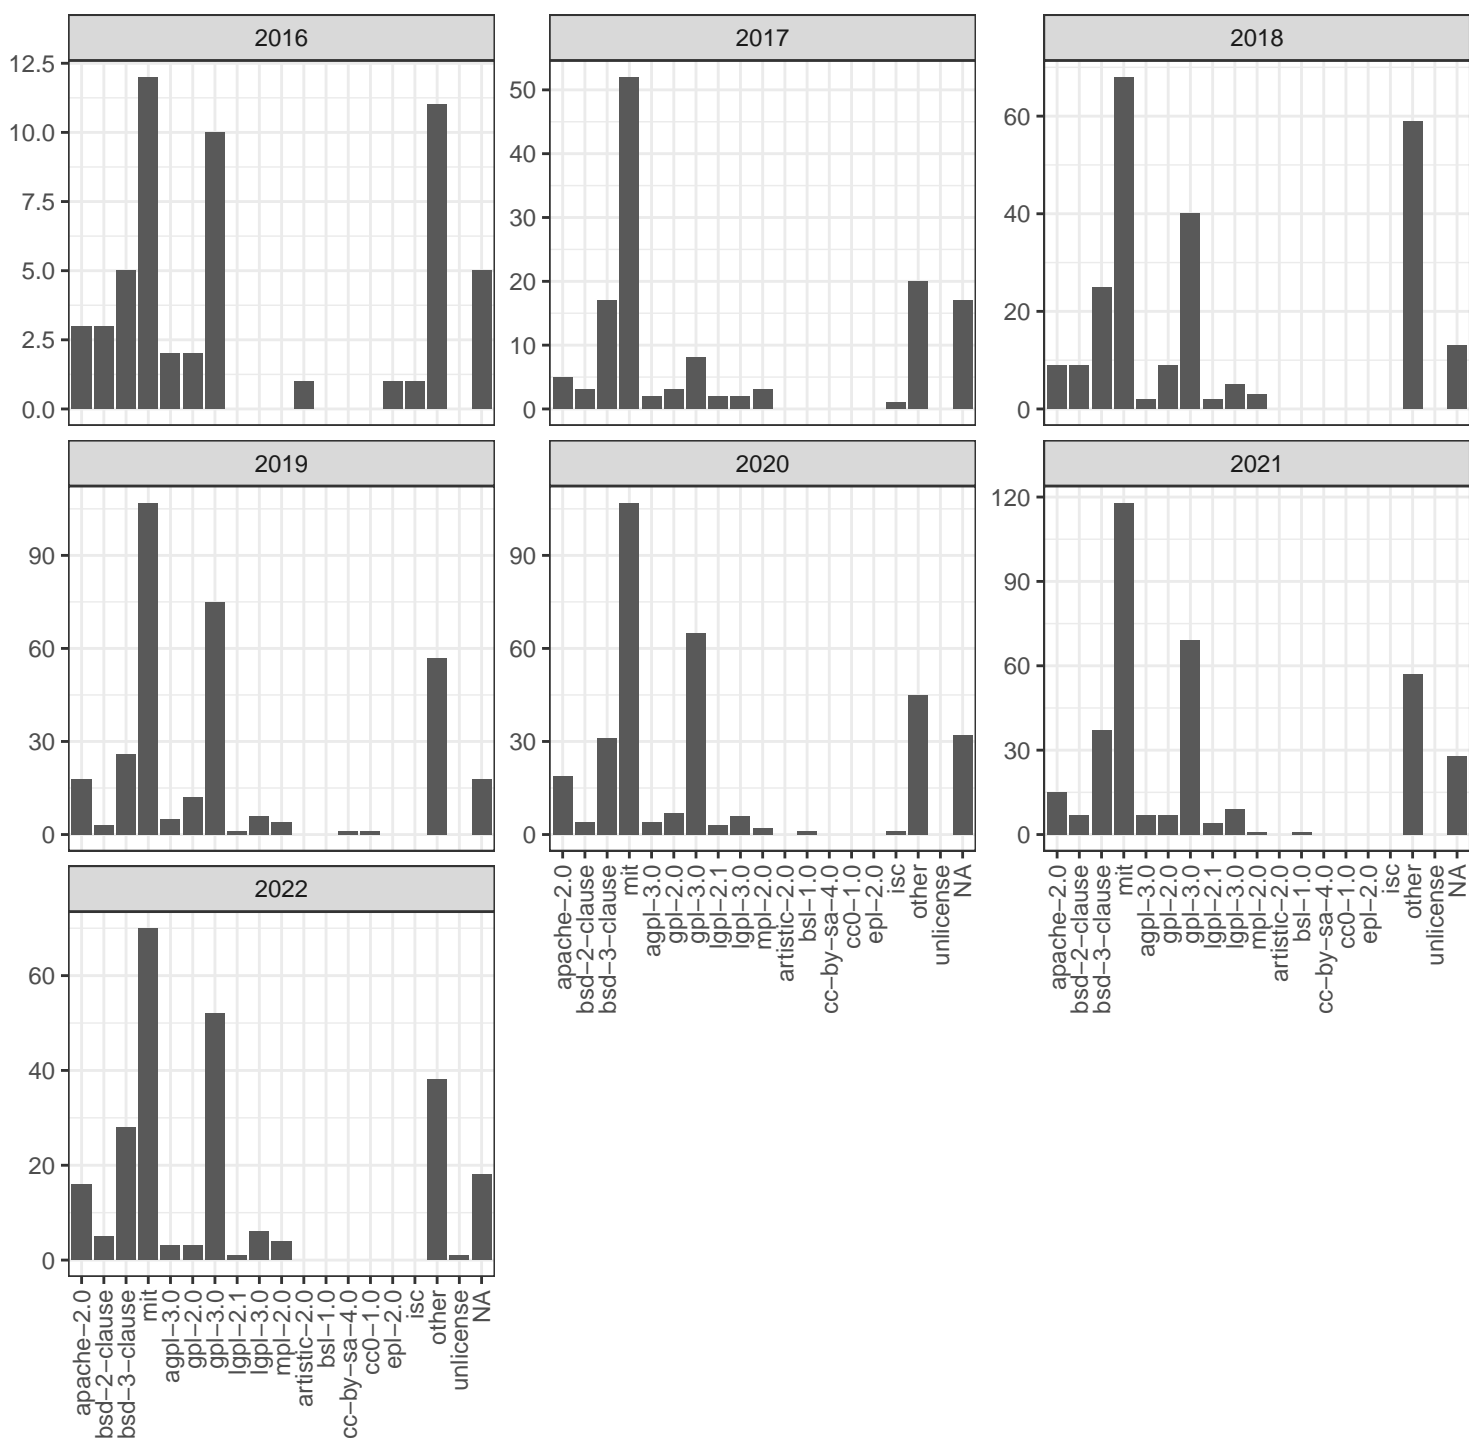 2016
12.5
10.0
7.5
5.0
2.5
0.0
2017
50
40
30
20
10
0
2018
60
40
20
0
2019
90
60
30
0
2020
90
60
30
0
apache−2.0
bsd−2−clause
bsd−3−clause
mit
agpl−3.0
gpl−2.0
gpl−3.0
lgpl−2.1
lgpl−3.0
mpl−2.0
artistic−2.0
bsl−1.0
cc−by−sa−4.0
cc0−1.0
epl−2.0
isc
other
unlicense
NA
2021
120
90
60
30
0
apache−2.0
bsd−2−clause
bsd−3−clause
mit
agpl−3.0
gpl−2.0
gpl−3.0
lgpl−2.1
lgpl−3.0
mpl−2.0
artistic−2.0
bsl−1.0
cc−by−sa−4.0
cc0−1.0
epl−2.0
isc
other
unlicense
NA
2022
60
40
20
0
apache−2.0
bsd−2−clause
bsd−3−clause
mit
agpl−3.0
gpl−2.0
gpl−3.0
lgpl−2.1
lgpl−3.0
mpl−2.0
artistic−2.0
bsl−1.0
cc−by−sa−4.0
cc0−1.0
epl−2.0
isc
other
unlicense
NA